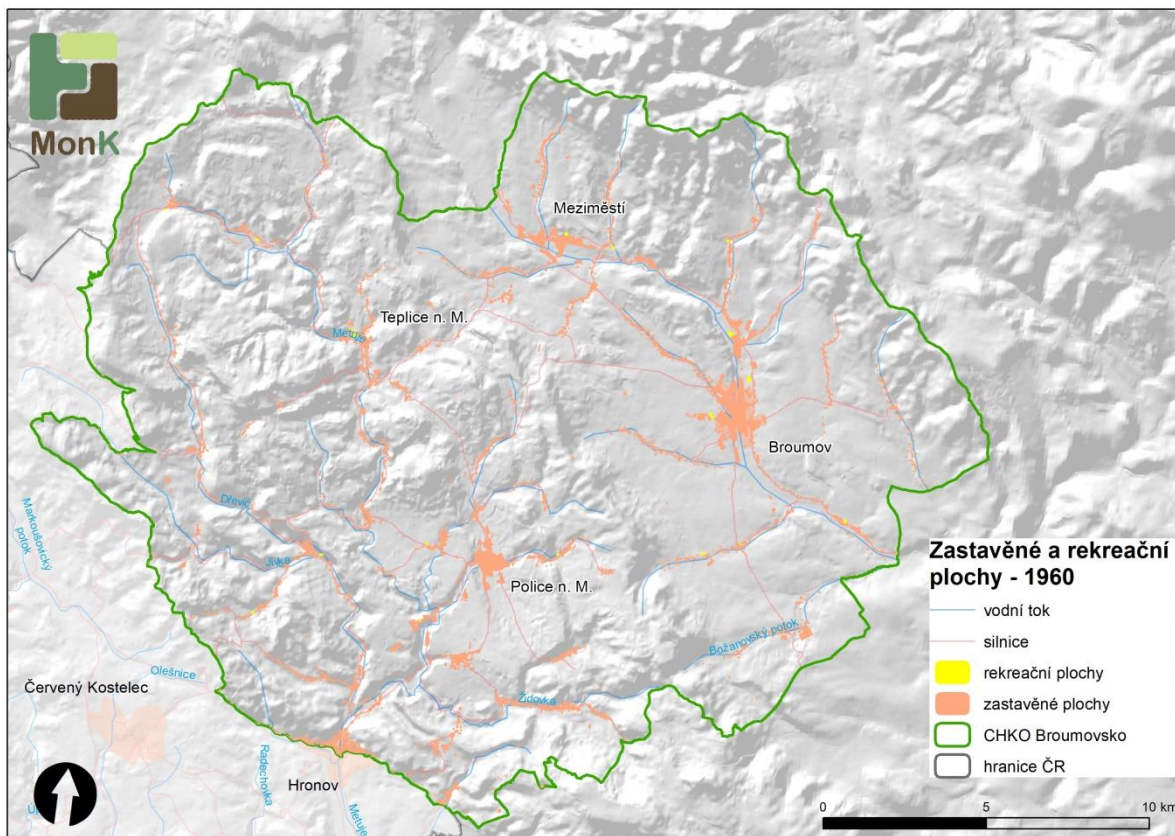 MonK
Meziměstí
Teplice n. M.
Metuje
Broumov
Markoušovický
potok
Dřevíč
Jívka
Police n. M.
Božanovský potok
Olešnice
Červený Kostelec
Židovka
Radechovka
Hronov
Metuje
Zastavěné a rekreační
plochy - 1960
vodní tok
silnice
rekreační plochy
zastavěné plochy
CHKO Broumovsko
hranice ČR
0 5 10 km